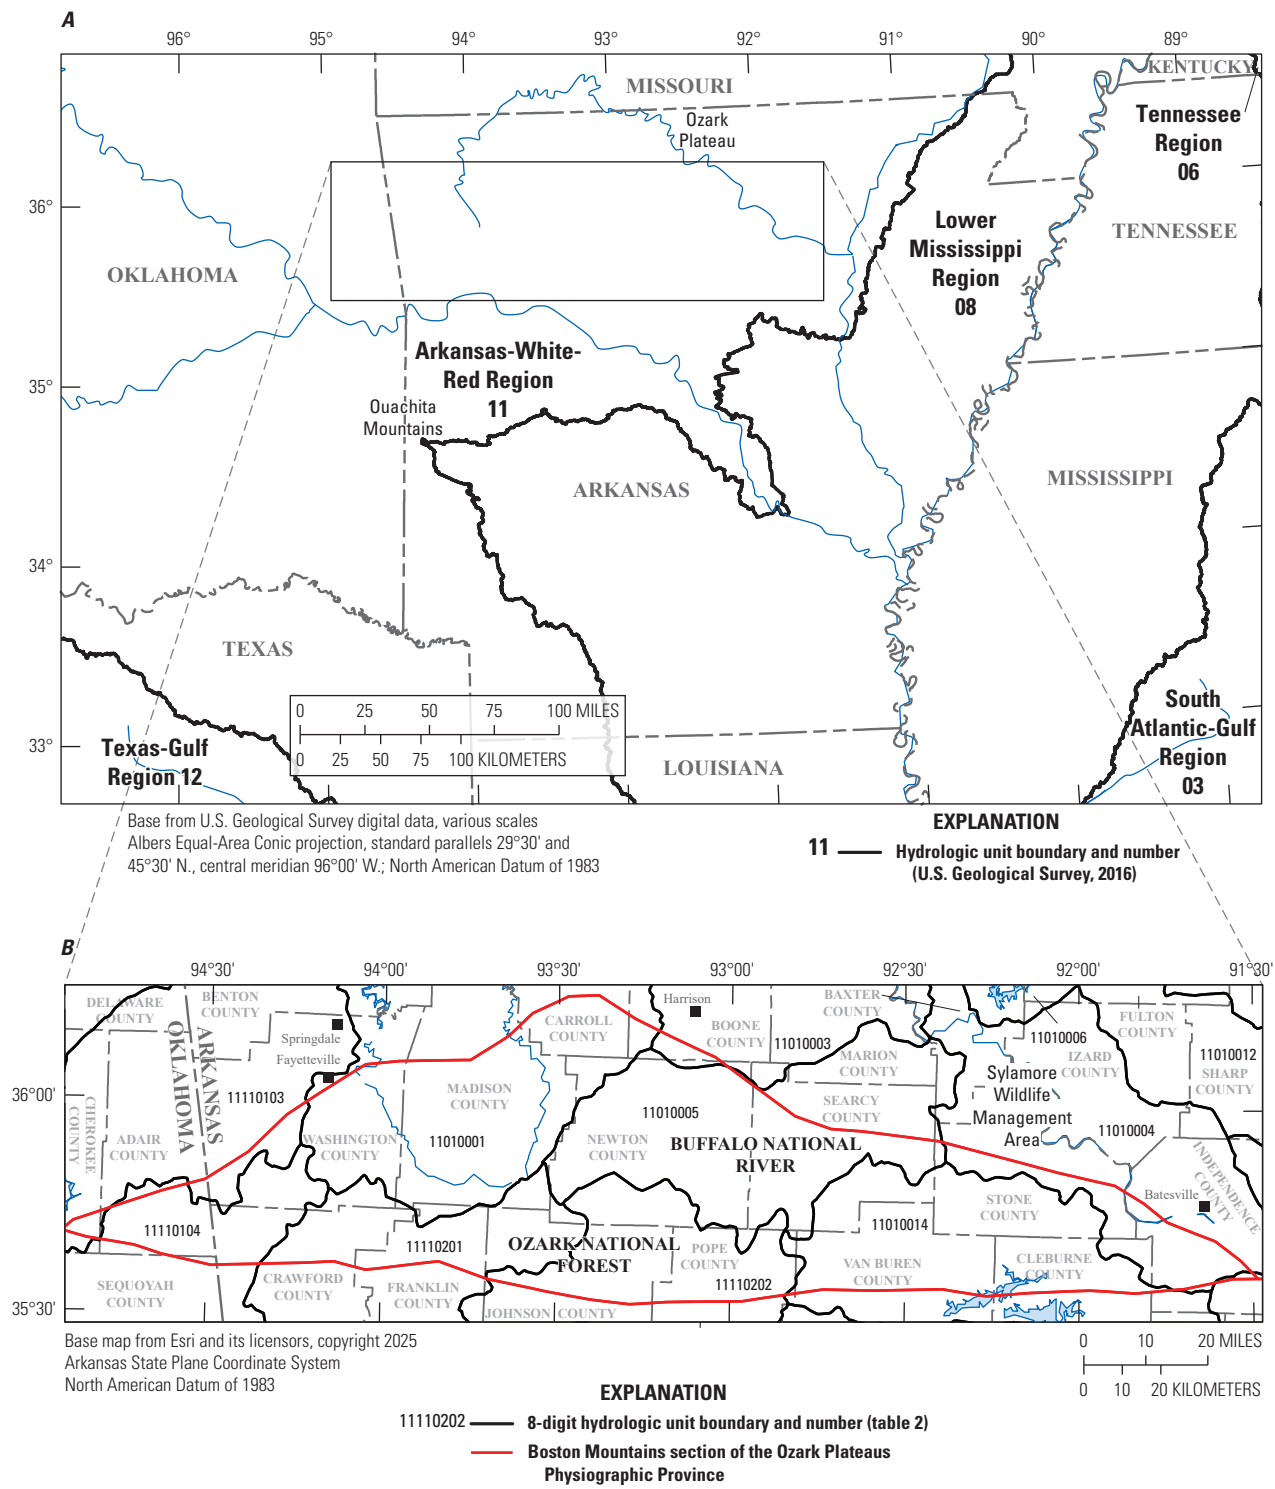 A
96°
95°
94°
93°
92°
91°
90°
89°
MISSOURI
KENTUCKY
Ozark
Plateau
Tennessee
Region
06
36°
Lower
Mississippi
Region
08
TENNESSEE
OKLAHOMA
Arkansas-White-
Red Region
11
35°
Ouachita
Mountains
ARKANSAS
MISSISSIPPI
34°
TEXAS
0 25 50 75 100 MILES
0 25 50 75 100 KILOMETERS
33°
Texas-Gulf
Region 12
LOUISIANA
South
Atlantic-Gulf
Region
03
Base from U.S. Geological Survey digital data, various scales
Albers Equal-Area Conic projection, standard parallels 29°30' and
45°30' N., central meridian 96°00' W.; North American Datum of 1983
EXPLANATION
11 Hydrologic unit boundary and number
(U.S. Geological Survey, 2016)
B
94°30'
94°00'
93°30'
93°00'
92°30'
92°00'
91°30'
DELAWARE
COUNTY
BENTON
COUNTY
Harrison
BAXTER
COUNTY
CARROLL
COUNTY
BOONE
COUNTY
FULTON
COUNTY
ARKANSAS
OKLAHOMA
Springdale
Fayetteville
11010003
11010006
MARION
COUNTY
IZARD
COUNTY
11010012
SHARP
COUNTY
36°00'
11110103
MADISON
COUNTY
11010005
SEARCY
COUNTY
Sylamore
Wildlife
Management
Area
11010004
CHEROKEE
COUNTY
ADAIR
COUNTY
WASHINGTON
COUNTY
11010001
NEWTON
COUNTY
BUFFALO NATIONAL
RIVER
INDEPENDENCE
COUNTY
Batesville
STONE
COUNTY
11110104
11110201
OZARK NATIONAL
FOREST
POPE
COUNTY
11010014
VAN BUREN
COUNTY
CLEBURNE
COUNTY
SEQUOYAH
COUNTY
CRAWFORD
COUNTY
FRANKLIN
COUNTY
11110202
JOHNSON COUNTY
35°30'
Base map from Esri and its licensors, copyright 2025
Arkansas State Plane Coordinate System
North American Datum of 1983
0 10 20 MILES
0 10 20 KILOMETERS
EXPLANATION
11110202 8-digit hydrologic unit boundary and number (table 2)
Boston Mountains section of the Ozark Plateaus
Physiographic Province